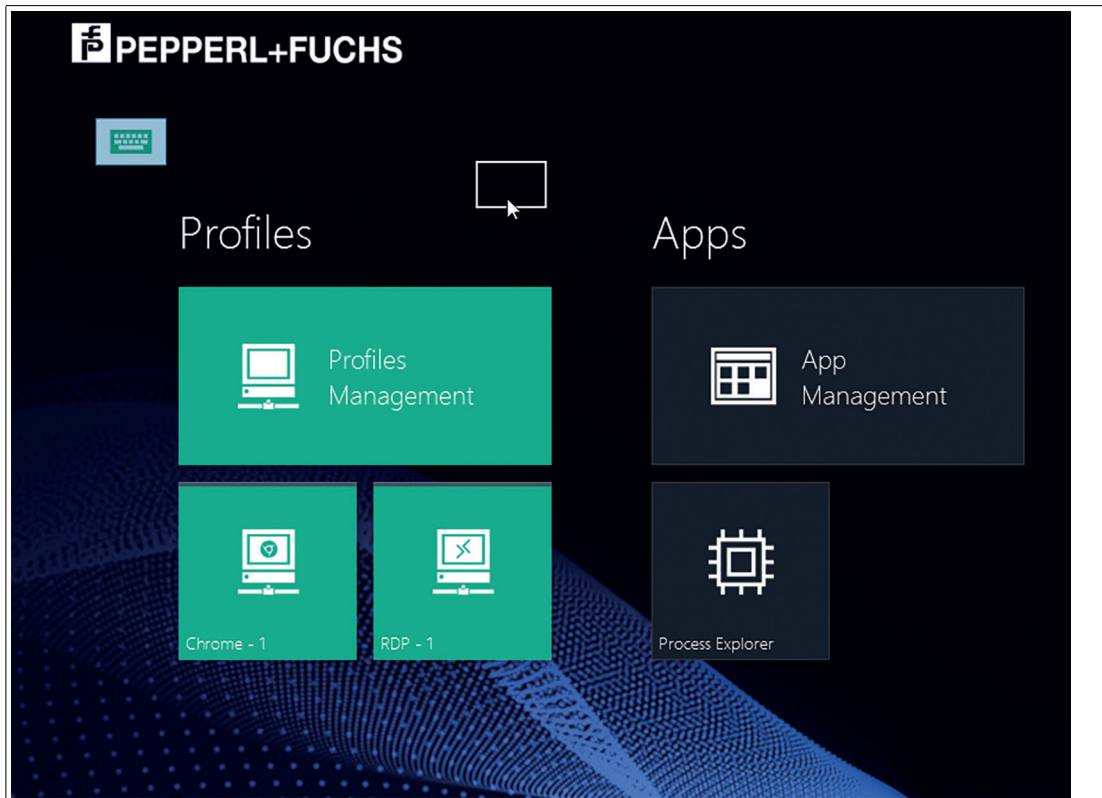 PEPPERL+FUCHS
Profiles
Apps
Profiles
Management
App
Management
Chrome - 1
RDP - 1
Process Explorer